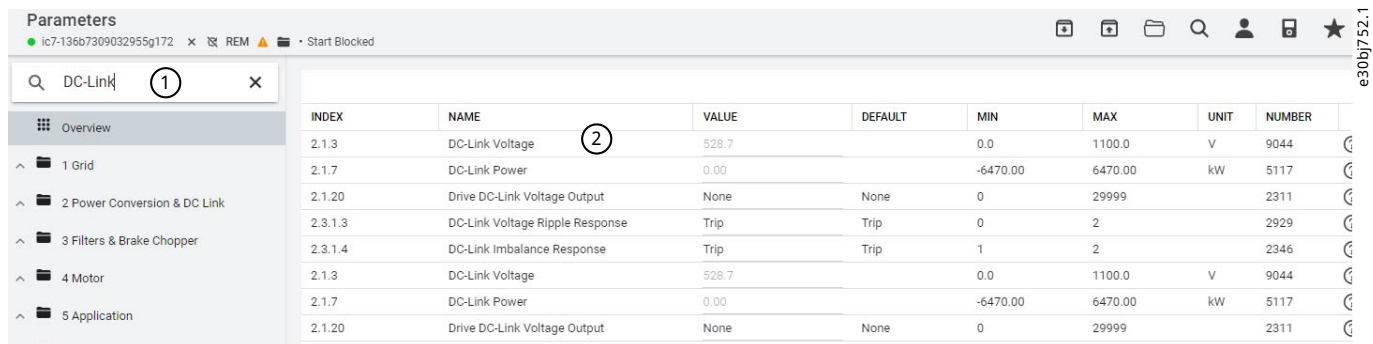 Parameters
ic7-136b7309032955g172 REM • Start Blocked
e30bj752.1
DC-Link 1
Overview
1 Grid
2 Power Conversion & DC Link
3 Filters & Brake Chopper
4 Motor
5 Application
2
INDEX NAME VALUE DEFAULT MIN MAX UNIT NUMBER
2.1.3 DC-Link Voltage 528.7 0.0 1100.0 V 9044
2.1.7 DC-Link Power 0.00 -6470.00 6470.00 kW 5117
2.1.20 Drive DC-Link Voltage Output None None 0 29999 2311
2.3.1.3 DC-Link Voltage Ripple Response Trip Trip 0 2 2929
2.3.1.4 DC-Link Imbalance Response Trip Trip 1 2 2346
2.1.3 DC-Link Voltage 528.7 0.0 1100.0 V 9044
2.1.7 DC-Link Power 0.00 -6470.00 6470.00 kW 5117
2.1.20 Drive DC-Link Voltage Output None None 0 29999 2311